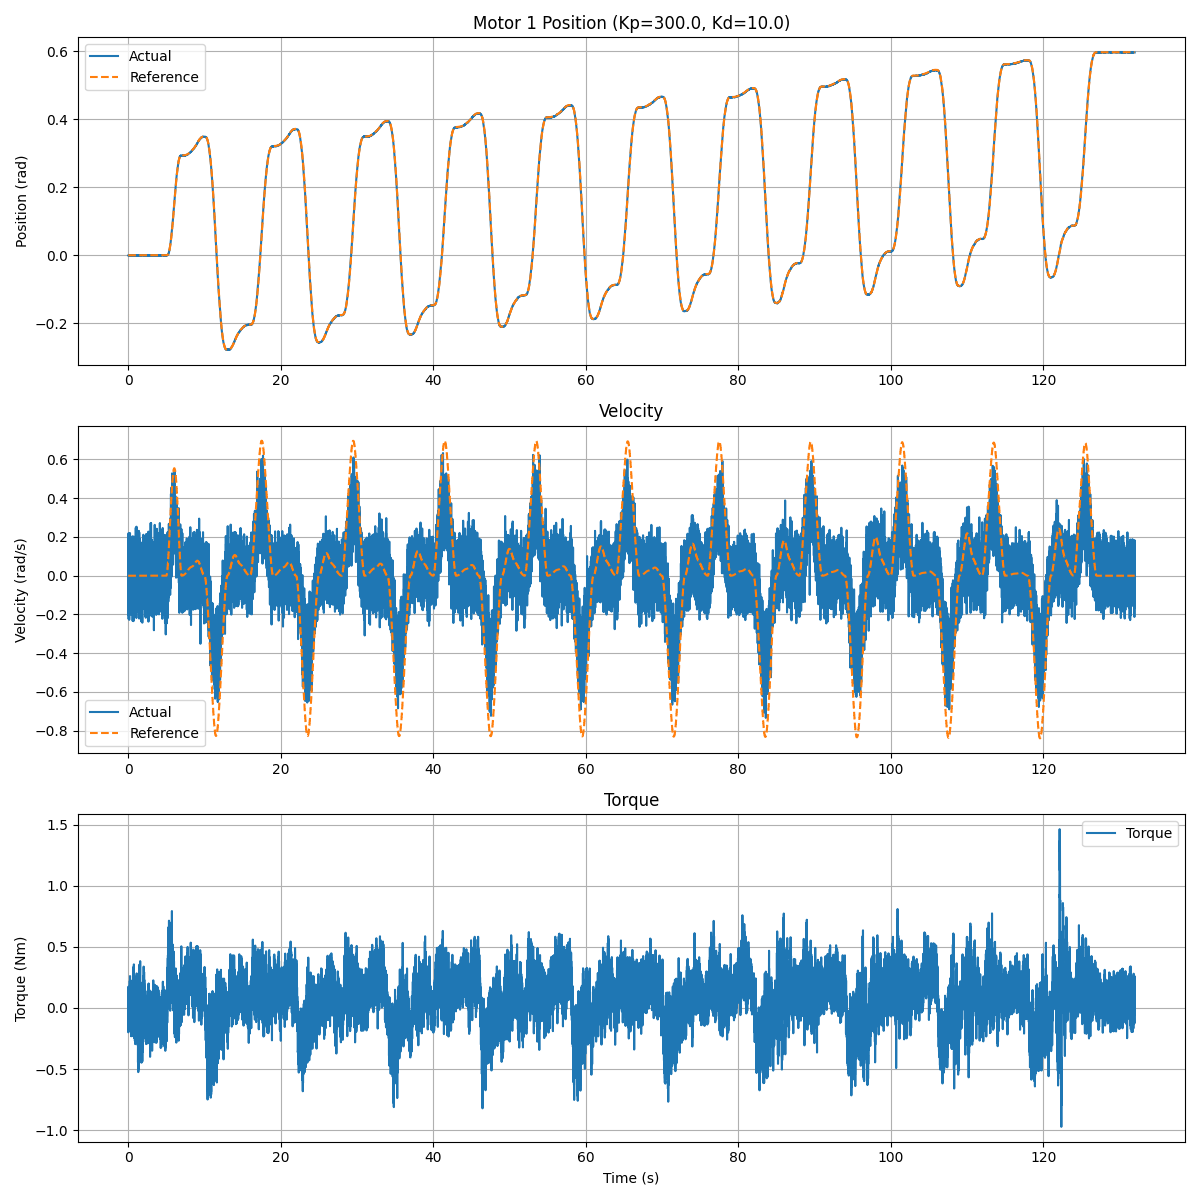 Motor 1 Position (Kp=300.0, Kd=10.0)
Actual
Reference
Position (rad)
0.6
0.4
0.2
0.0
−0.2
0 20 40 60 80 100 120
Velocity
Velocity (rad/s)
0.6
0.4
0.2
0.0
−0.2
−0.4
−0.6
−0.8
Actual
Reference
0 20 40 60 80 100 120
Torque
Torque
Torque (Nm)
1.5
1.0
0.5
0.0
−0.5
−1.0
0 20 40 60 80 100 120
Time (s)